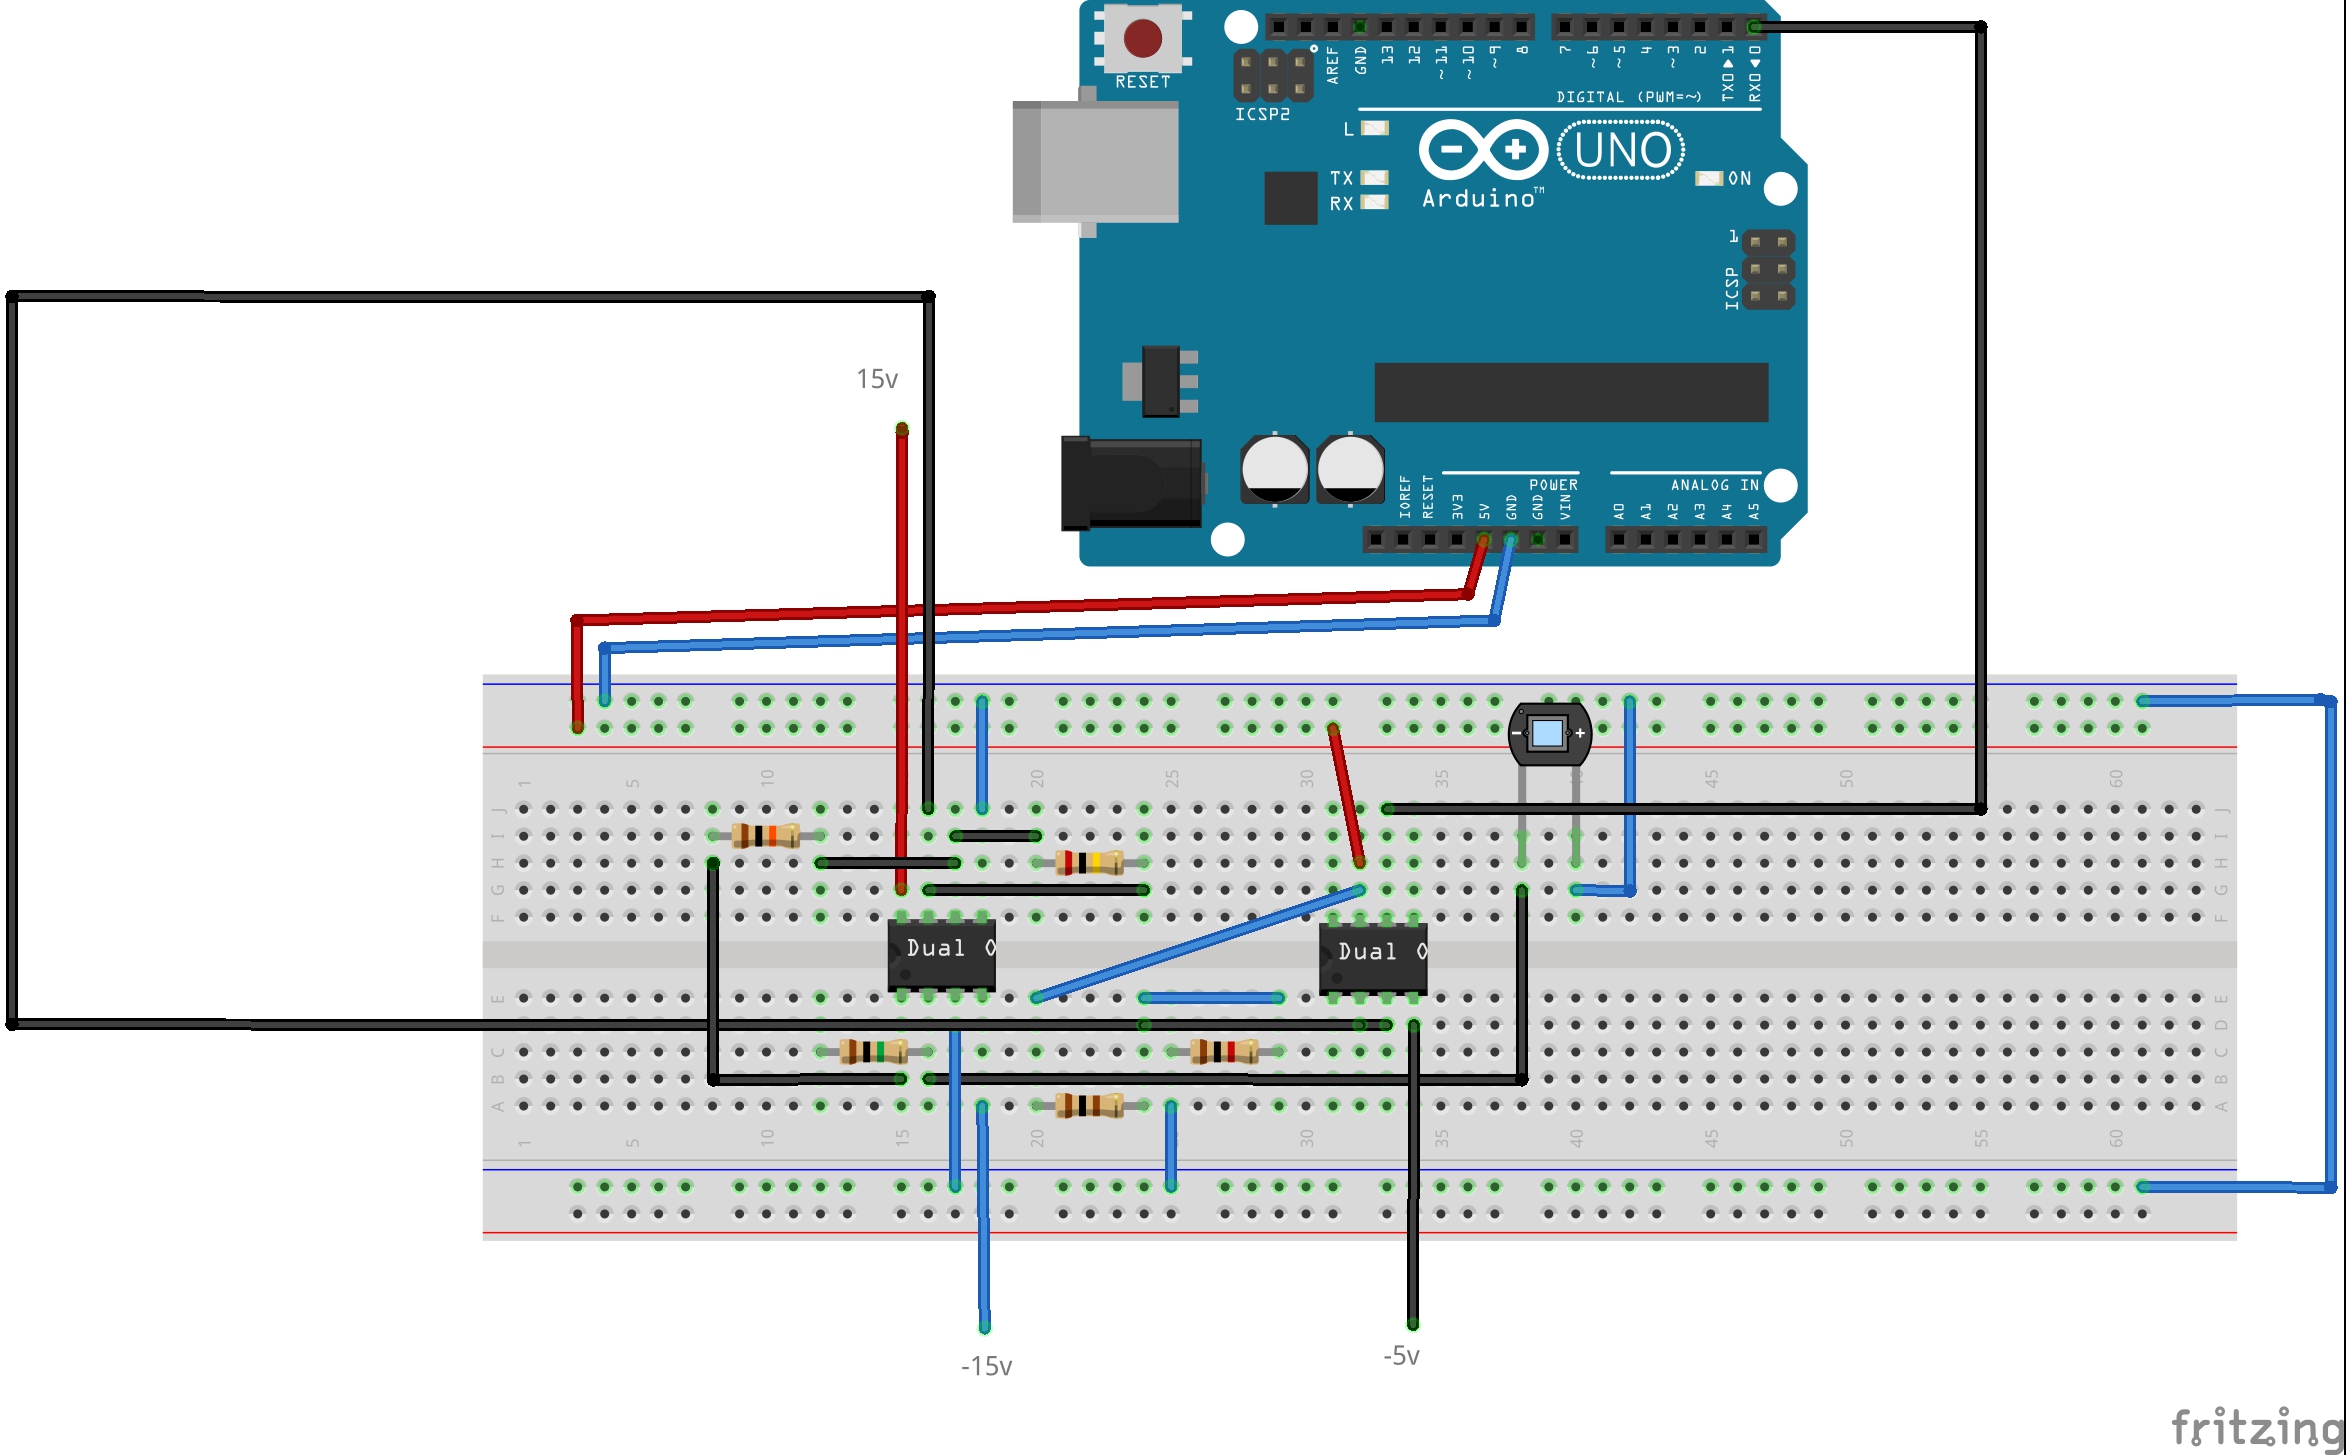 RESET
ICSP2
AREF
GND
13
12
~11
~10
~9
8
7
~6
~5
4
~3
2
TX0▶1
RX0◀0
DIGITAL (PWM=~)
L
TX
RX
Arduino™
UNO
ON
1
ICSP
15v
IOREF
RESET
3V3
5V
GND
GND
VIN
POWER
ANALOG IN
A0
A1
A2
A3
A4
A5
1 5 10 20 25 30 35 45 50 60
J J
I I
H H
G G
F F
Dual O
Dual O
E E
D
C C
B B
A A
1 5 10 15 20 30 35 40 45 50 55 60
-15v
-5v
fritzing